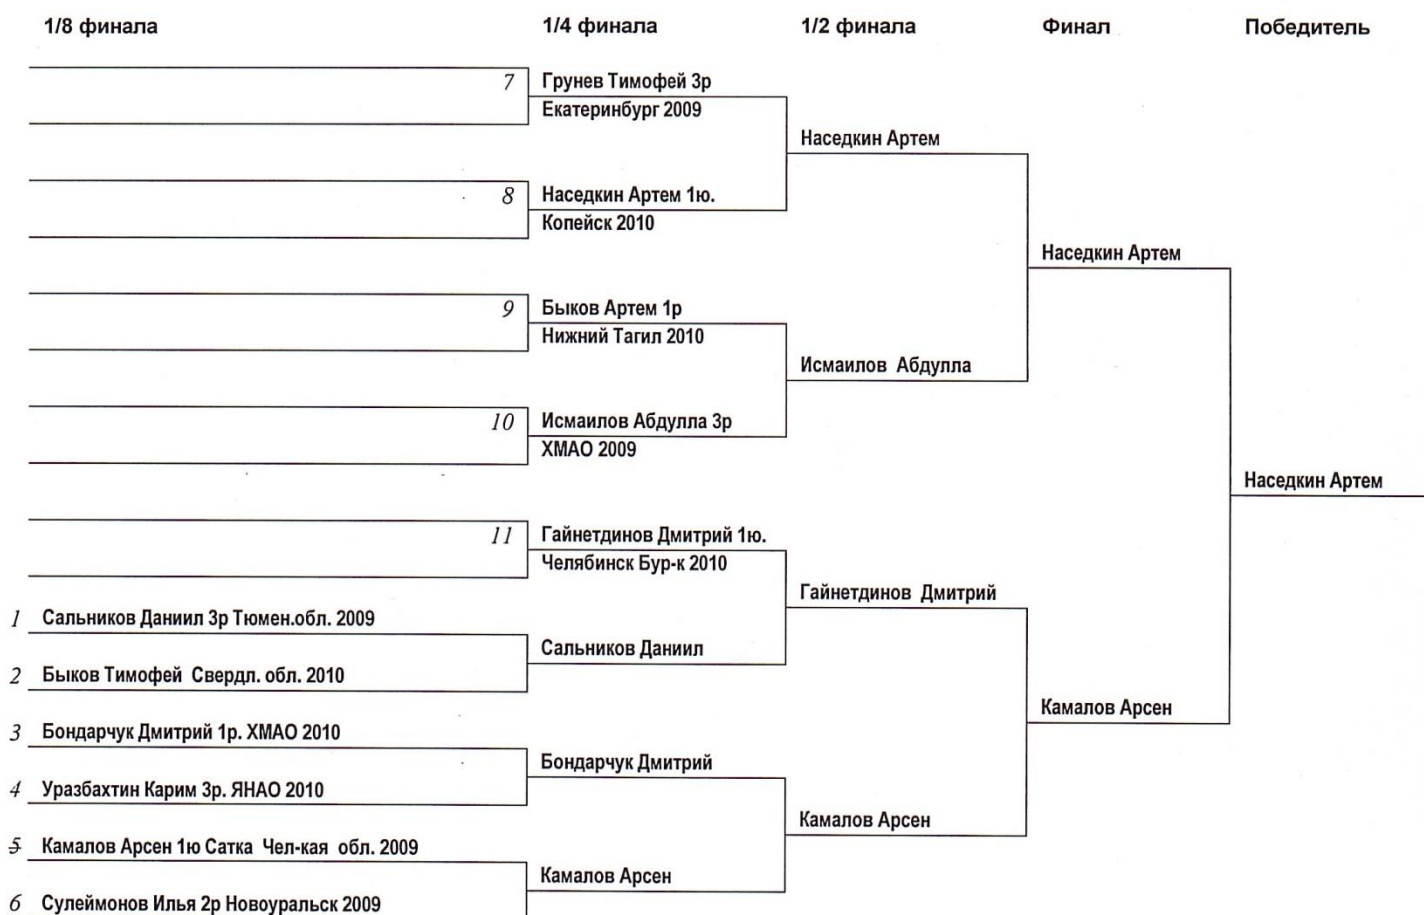 1/8 финала 1/4 финала 1/2 финала Финал Победитель
7 Грунев Тимофей 3р
Екатеринбург 2009
Наседкин Артем
8 Наседкин Артем 1ю.
Копейск 2010
Наседкин Артем
9 Быков Артем 1р
Нижний Тагил 2010
Исмаилов Абдулла
10 Исмаилов Абдулла 3р
ХМАО 2009
Наседкин Артем
11 Гайнетдинов Дмитрий 1ю.
Челябинск Бур-к 2010
Гайнетдинов Дмитрий
1 Сальников Даниил 3р Тюмен.обл. 2009
Сальников Даниил
2 Быков Тимофей Свердл. обл. 2010
Камалов Арсен
3 Бондарчук Дмитрий 1р. ХМАО 2010
Бондарчук Дмитрий
4 Уразбахтин Карим 3р. ЯНАО 2010
Камалов Арсен
5 Камалов Арсен 1ю Сатка Чел-кая обл. 2009
Камалов Арсен
6 Сулеймонов Илья 2р Новоуральск 2009